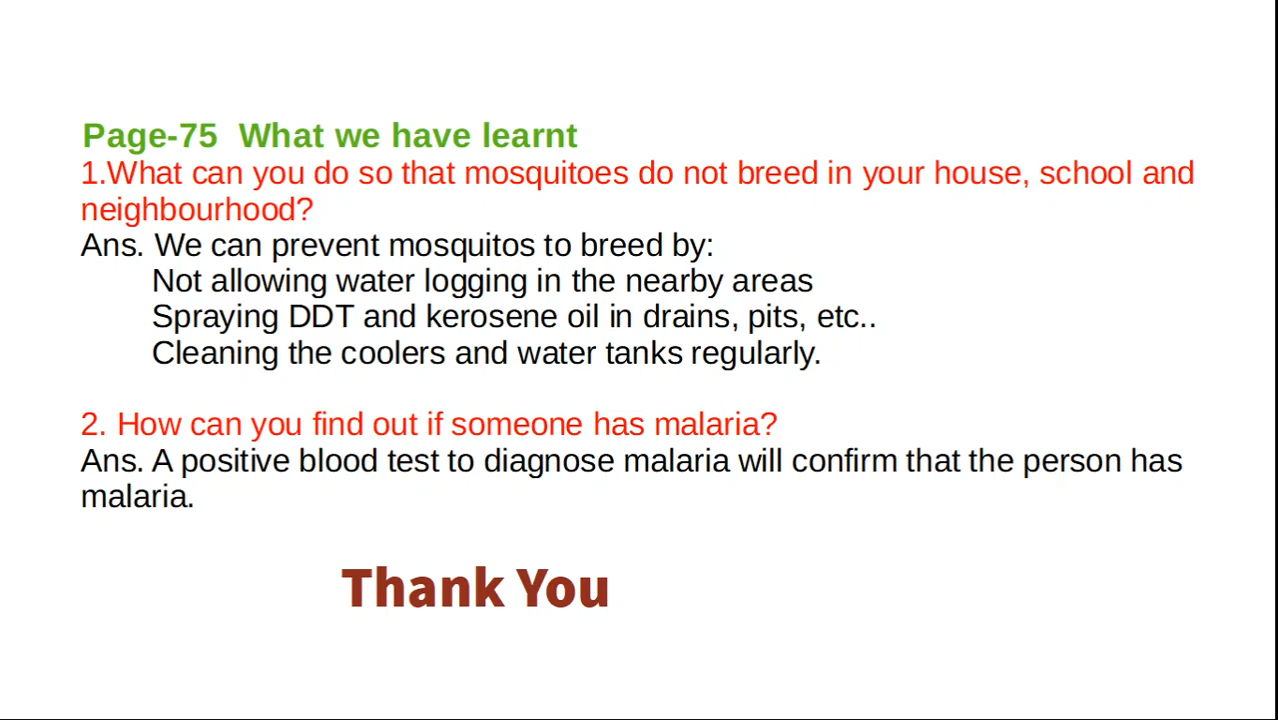 Page-75 What we have learnt
1.What can you do so that mosquitoes do not breed in your house, school and
neighbourhood?
Ans. We can prevent mosquitos to breed by:
Not allowing water logging in the nearby areas
Spraying DDT and kerosene oil in drains, pits, etc..
Cleaning the coolers and water tanks regularly.
2. How can you find out if someone has malaria?
Ans. A positive blood test to diagnose malaria will confirm that the person has
malaria.
Thank You